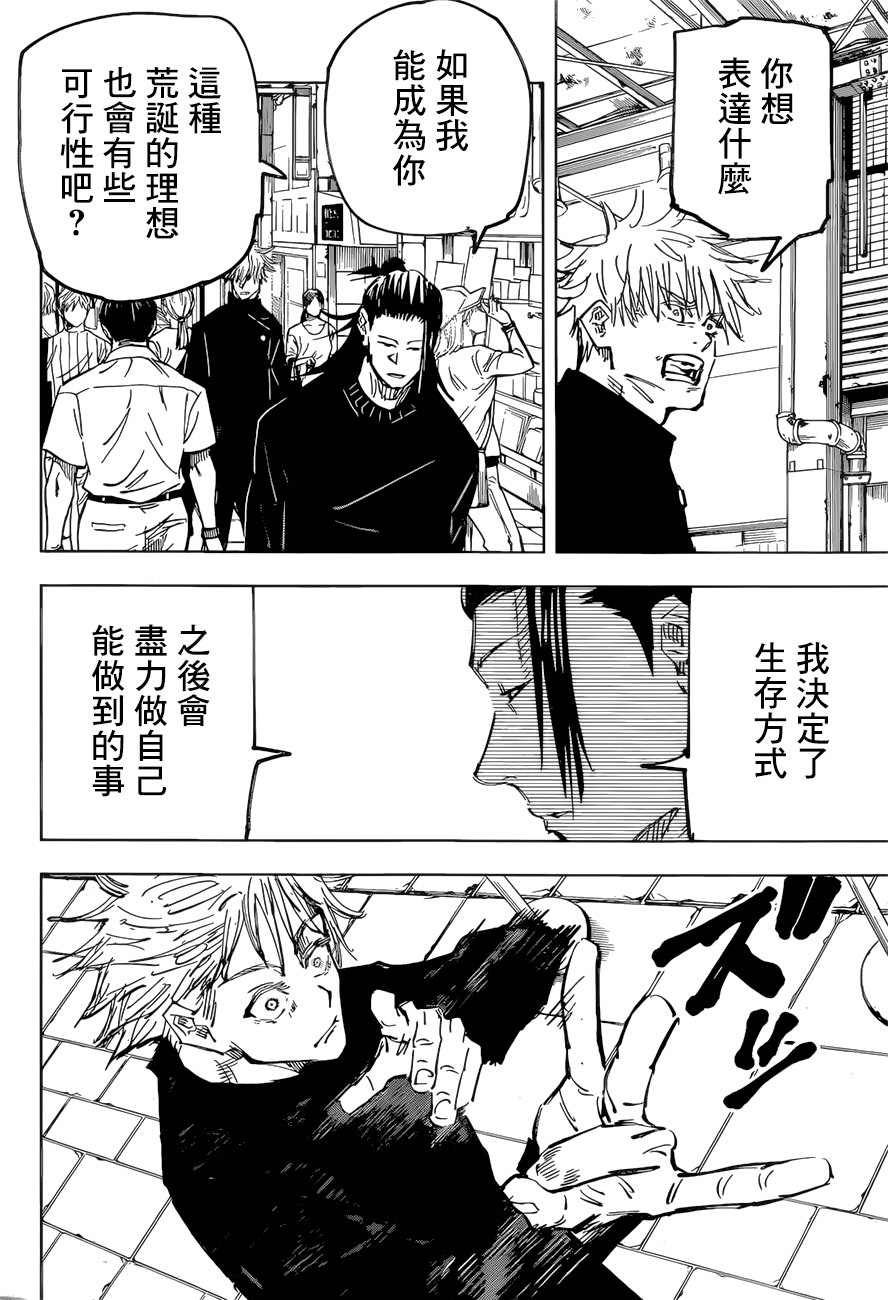 你想
表達什麼
如果我
能成為你
這種
荒誕的理想
也會有些
可行性吧？
我決定了
生存方式
之後會
盡力做自己
能做到的事
ズッ